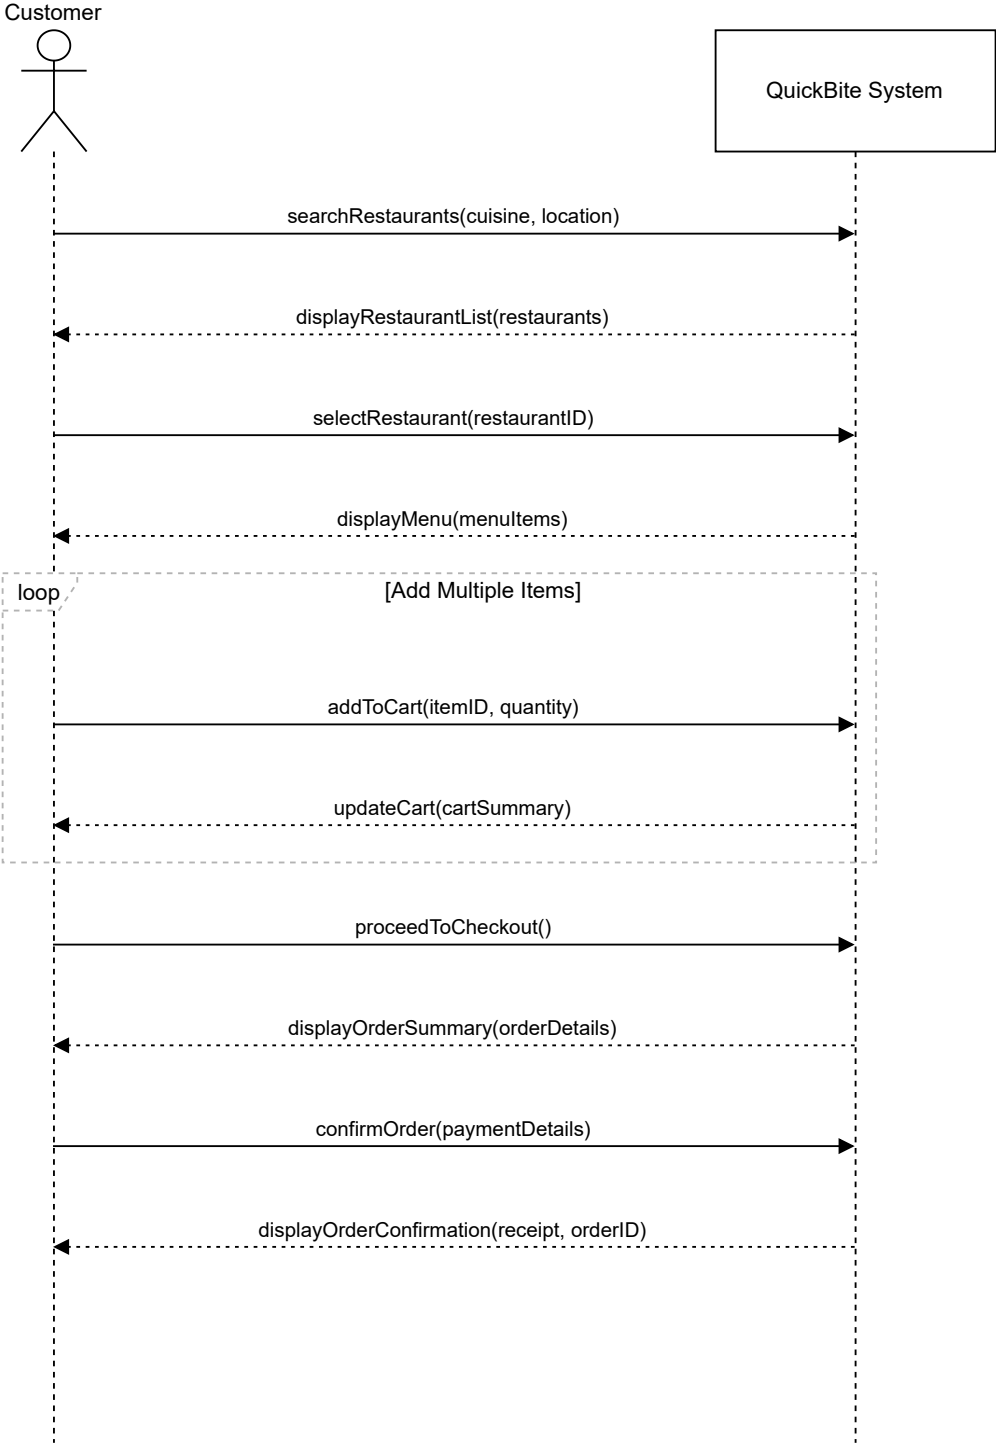 Customer
QuickBite System
searchRestaurants(cuisine, location)
displayRestaurantList(restaurants)
selectRestaurant(restaurantID)
displayMenu(menuItems)
loop
[Add Multiple Items]
addToCart(itemID, quantity)
updateCart(cartSummary)
proceedToCheckout()
displayOrderSummary(orderDetails)
confirmOrder(paymentDetails)
displayOrderConfirmation(receipt, orderID)